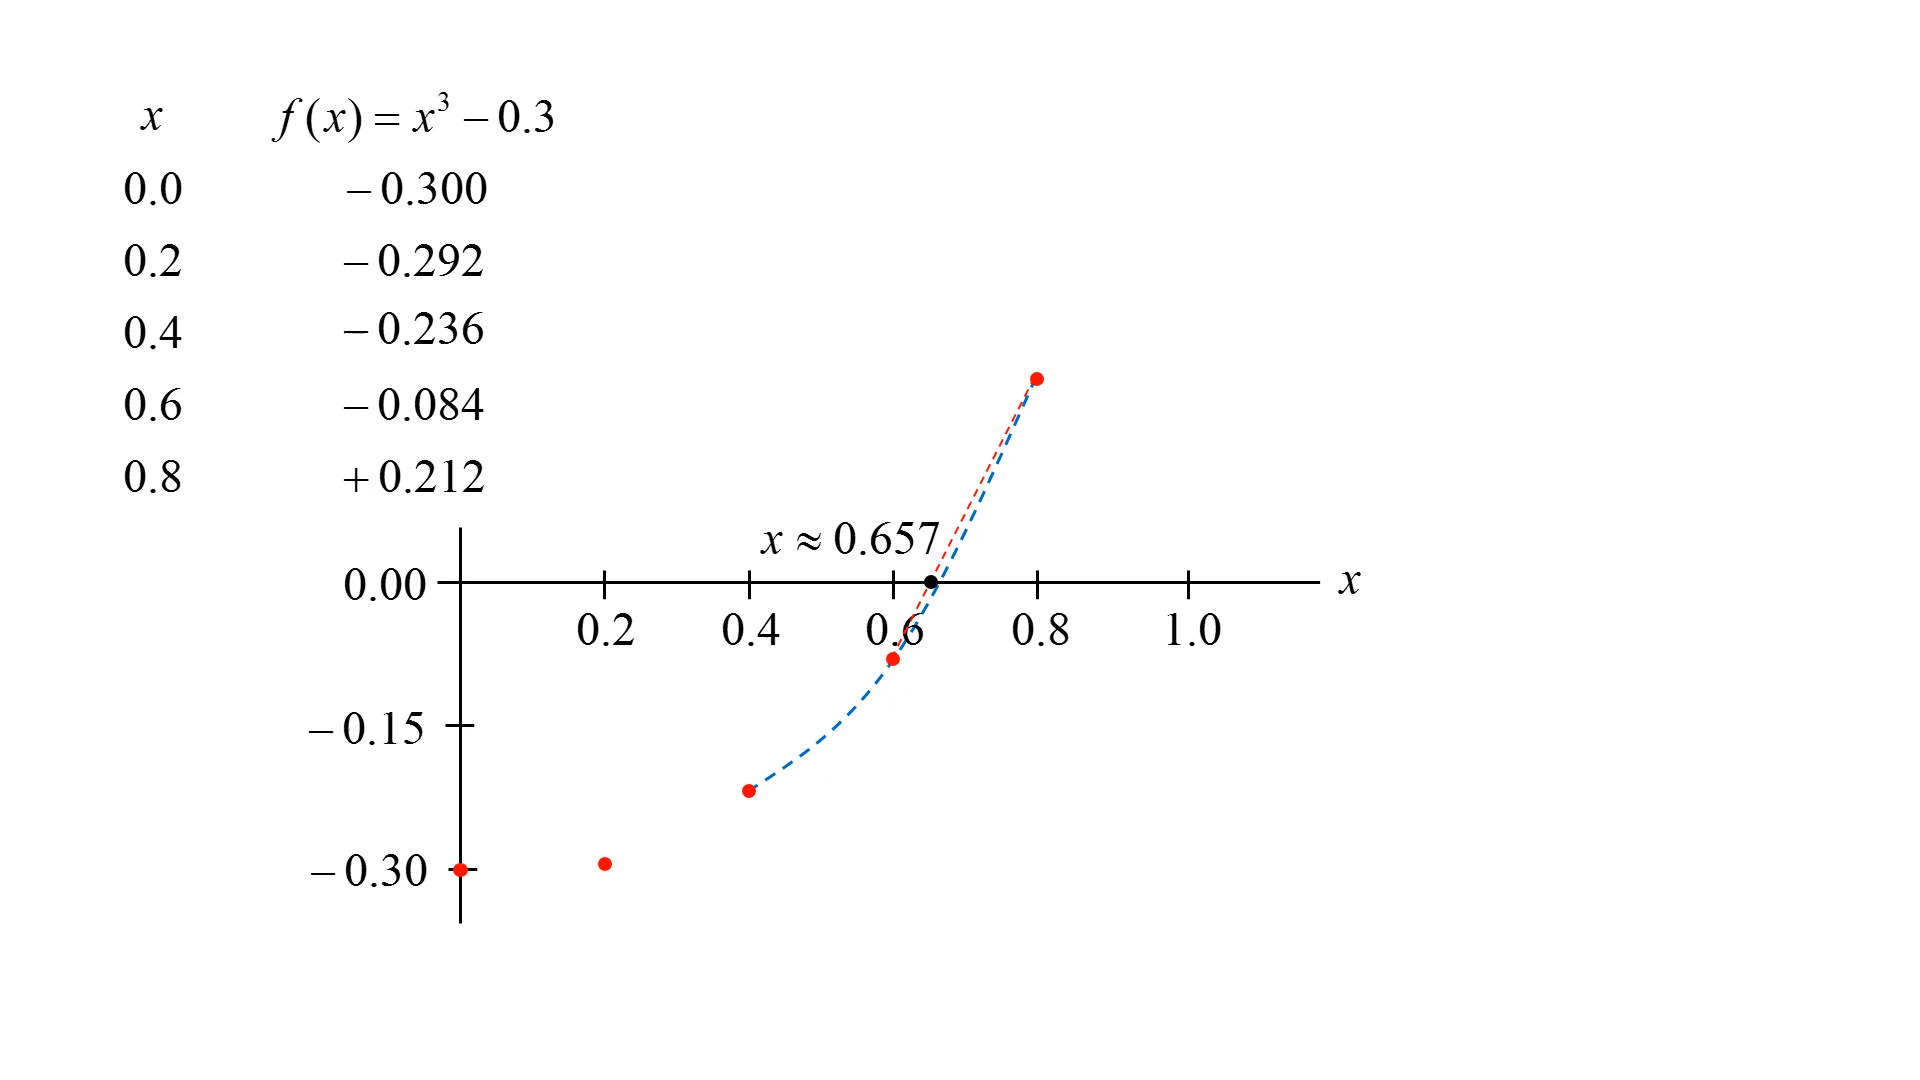 x f(x) = x³ − 0.3
0.0 − 0.300
0.2 − 0.292
0.4 − 0.236
0.6 − 0.084
0.8 + 0.212
x ≈ 0.657
0.00 x
0.2 0.4 0.6 0.8 1.0
− 0.15
− 0.30